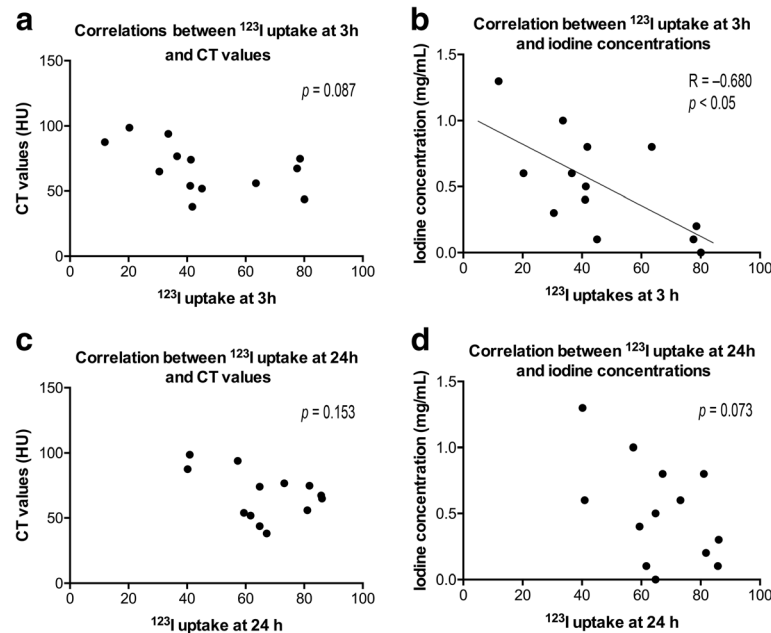 a
Correlations between ¹²³I uptake at 3h
and CT values
p = 0.087
CT values (HU)
150
100
50
0
0 20 40 60 80 100
¹²³I uptake at 3h
b
Correlation between ¹²³I uptake at 3h
and iodine concentrations
R = –0.680
p < 0.05
Iodine concentration (mg/mL)
1.5
1.0
0.5
0.0
0 20 40 60 80 100
¹²³I uptakes at 3 h
c
Correlation between ¹²³I uptake at 24h
and CT values
p = 0.153
CT values (HU)
150
100
50
0
0 20 40 60 80 100
¹²³I uptake at 24 h
d
Correlation between ¹²³I uptake at 24h
and iodine concentrations
p = 0.073
Iodine concentration (mg/mL)
1.5
1.0
0.5
0.0
0 20 40 60 80 100
¹²³I uptake at 24 h